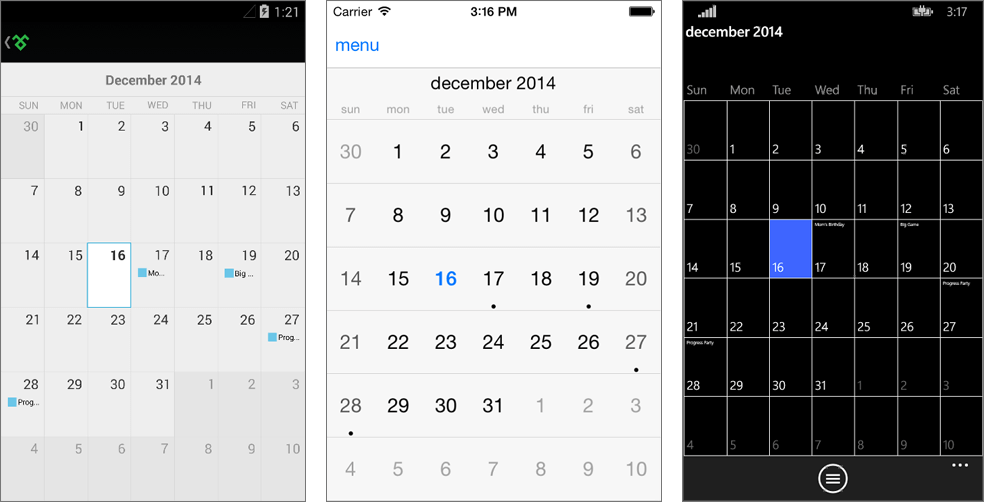 1:21
December 2014
SUN MON TUE WED THU FRI SAT
30 1 2 3 4 5 6
7 8 9 10 11 12 13
14 15 16 17 18 19 20
Mo... Big ...
21 22 23 24 25 26 27
Prog...
28 29 30 31 1 2 3
Prog...
4 5 6 7 8 9 10
Carrier 3:16 PM
menu
december 2014
sun mon tue wed thu fri sat
30 1 2 3 4 5 6
7 8 9 10 11 12 13
14 15 16 17 18 19 20
21 22 23 24 25 26 27
28 29 30 31 1 2 3
4 5 6 7 8 9 10
3:17
december 2014
Sun Mon Tue Wed Thu Fri Sat
30 1 2 3 4 5 6
7 8 9 10 11 12 13
Mom's Birthday Big Game
14 15 16 17 18 19 20
Progress Party
21 22 23 24 25 26 27
Progress Party
28 29 30 31 1 2 3
4 5 6 7 8 9 10